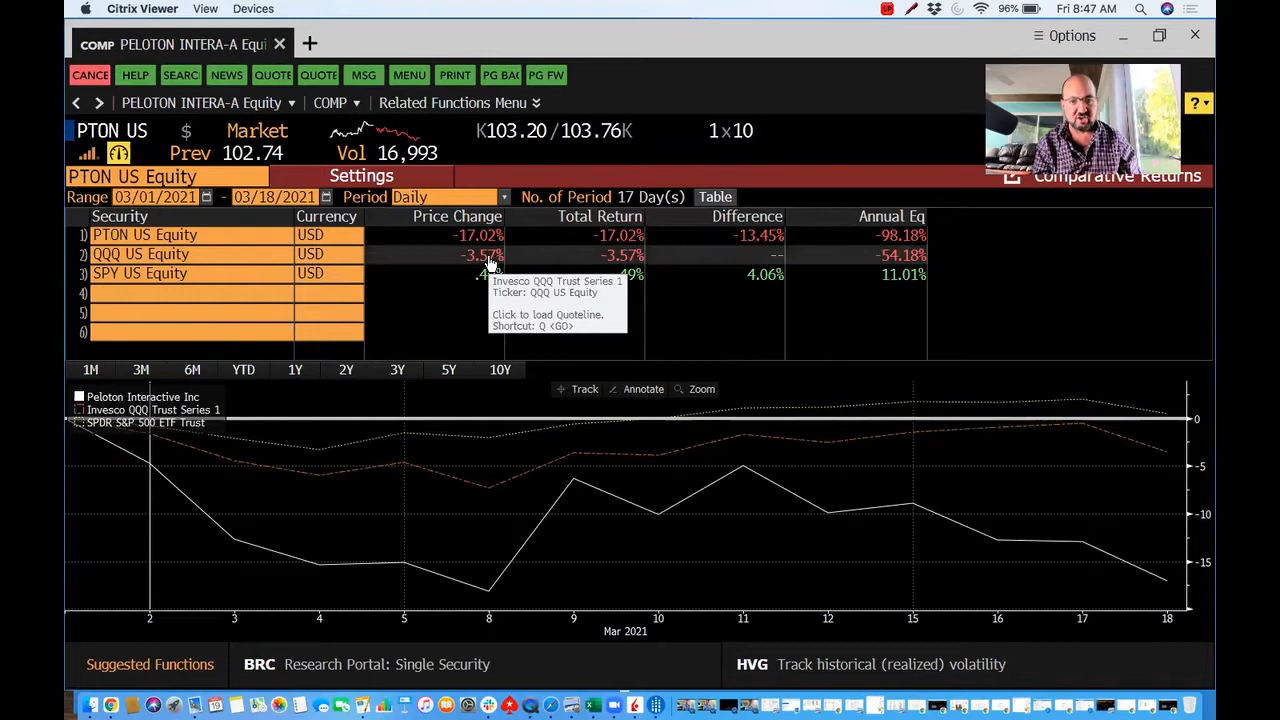 Citrix Viewer View Devices 96% Fri 8:47 AM
COMP PELOTON INTERA-A Equi
Options
CANCE HELP SEARC NEWS QUOTE QUOTE MSG MENU PRINT PG BAC PG FW
PELOTON INTERA-A Equity COMP Related Functions Menu
?
PTON US $ Market K103.20/103.76K 1x10
Prev 102.74 Vol 16,993
PTON US Equity Settings Comparative Returns
Range 03/01/2021 - 03/18/2021 Period Daily No. of Period 17 Day(s) Table
Security Currency Price Change Total Return Difference Annual Eq
1) PTON US Equity USD -17.02% -17.02% -13.45% -98.18%
2) QQQ US Equity USD -3.57% -3.57% -- -54.18%
3) SPY US Equity USD .4 49% 4.06% 11.01%
Invesco QQQ Trust Series 1
Ticker: QQQ US Equity
Click to load Quoteline.
Shortcut: Q <GO>
4)
5)
6)
1M 3M 6M YTD 1Y 2Y 3Y 5Y 10Y
Track Annotate Zoom
Peloton Interactive Inc
Invesco QQQ Trust Series 1
SPDR S&P 500 ETF Trust
0
-5
-10
-15
2 3 4 5 8 9 10 11 12 15 16 17 18
Mar 2021
Suggested Functions BRC Research Portal: Single Security HVG Track historical (realized) volatility